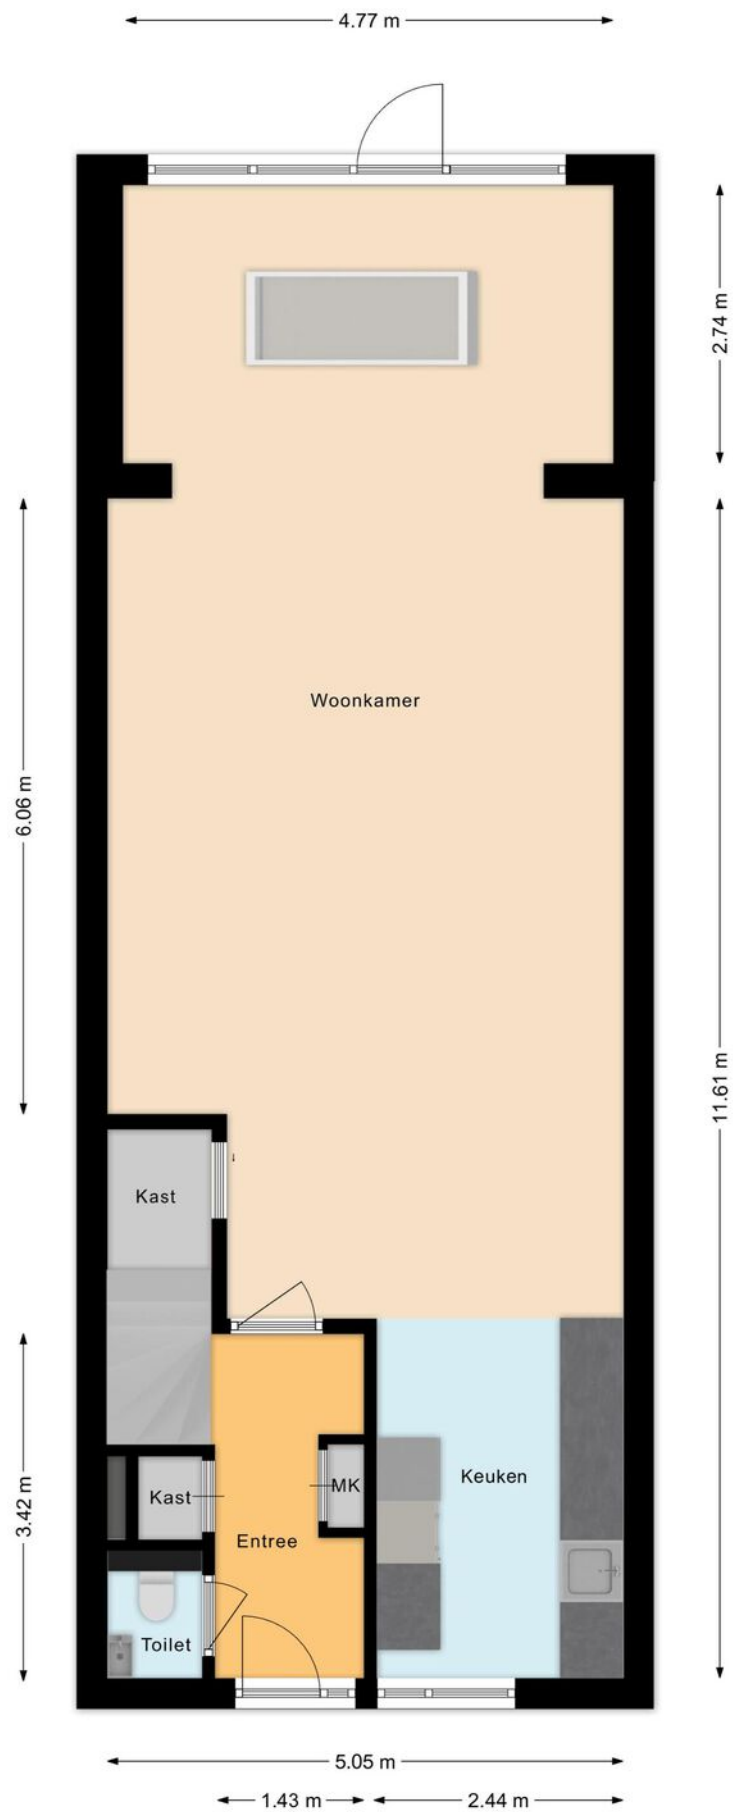 4.77 m
2.74 m
Woonkamer
6.06 m
11.61 m
Kast
Kast
MK
Keuken
3.42 m
Entree
Toilet
5.05 m
1.43 m
2.44 m